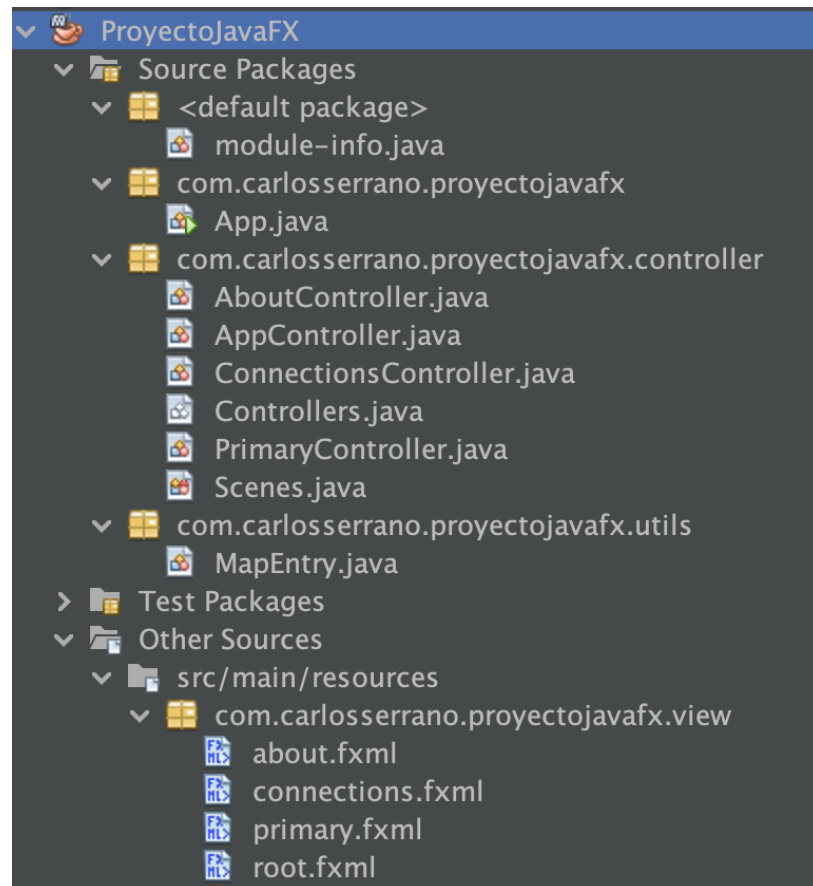 ProyectoJavaFX
Source Packages
<default package>
module-info.java
com.carlosserrano.proyectojavafx
App.java
com.carlosserrano.proyectojavafx.controller
AboutController.java
AppController.java
ConnectionsController.java
Controllers.java
PrimaryController.java
Scenes.java
com.carlosserrano.proyectojavafx.utils
MapEntry.java
Test Packages
Other Sources
src/main/resources
com.carlosserrano.proyectojavafx.view
about.fxml
connections.fxml
primary.fxml
root.fxml